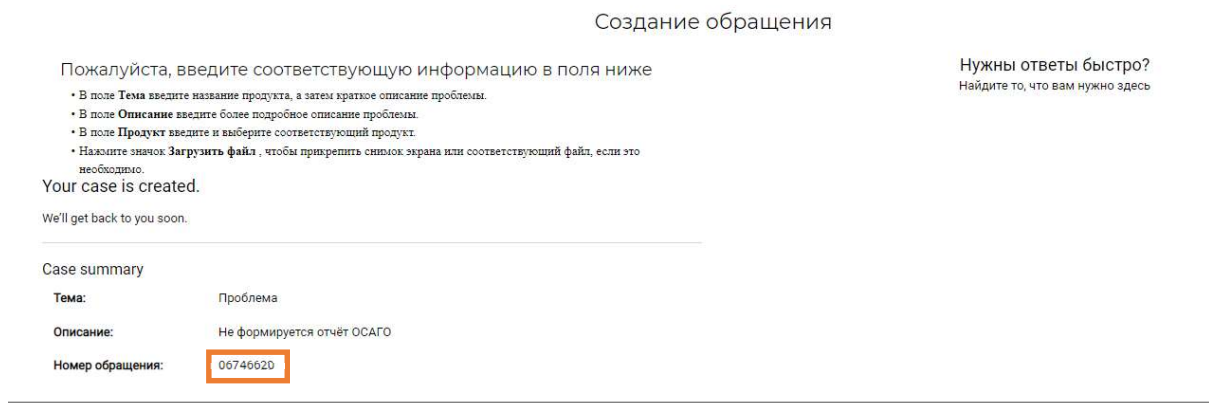 Создание обращения
Пожалуйста, введите соответствующую информацию в поля ниже
• В поле Тема введите название продукта, а затем краткое описание проблемы.
• В поле Описание введите более подробное описание проблемы.
• В поле Продукт введите и выберите соответствующий продукт.
• Нажмите значок Загрузить файл , чтобы прикрепить снимок экрана или соответствующий файл, если это
необходимо.
Нужны ответы быстро?
Найдите то, что вам нужно здесь
Your case is created.
We'll get back to you soon.
Case summary
Тема: Проблема
Описание: Не формируется отчёт ОСАГО
Номер обращения: 06746620